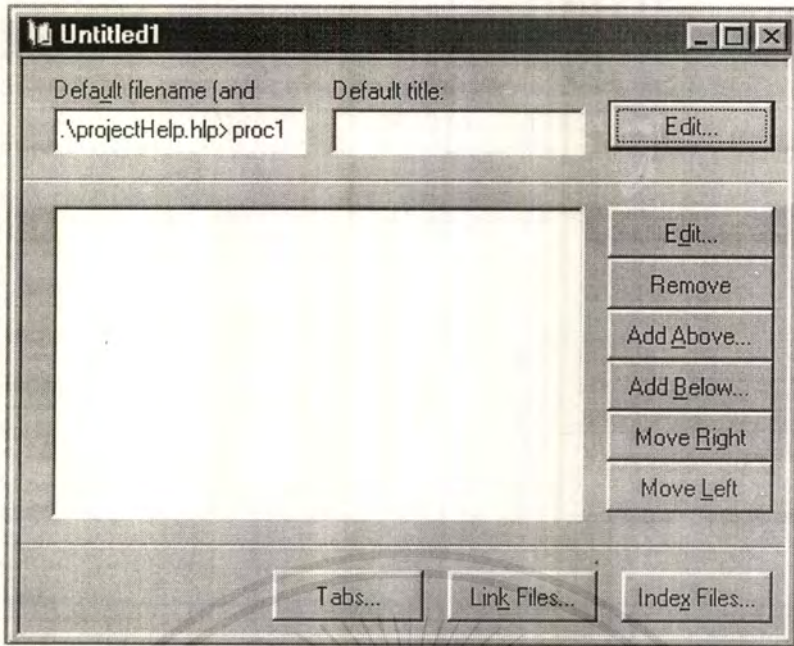 Untitled1
Default filename (and
Default title:
.\projectHelp.hlp> proc1
Edit...
Edit...
Remove
Add Above...
Add Below...
Move Right
Move Left
Tabs...
Link Files...
Index Files...